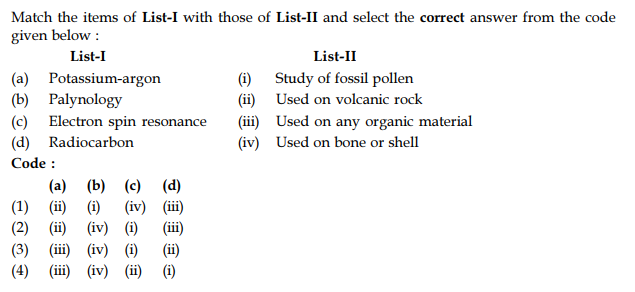 Match the items of List-I with those of List-II and select the correct answer from the code
given below :
List-I List-II
(a) Potassium-argon (i) Study of fossil pollen
(b) Palynology (ii) Used on volcanic rock
(c) Electron spin resonance (iii) Used on any organic material
(d) Radiocarbon (iv) Used on bone or shell
Code :
(a) (b) (c) (d)
(1) (ii) (i) (iv) (iii)
(2) (ii) (iv) (i) (iii)
(3) (iii) (iv) (i) (ii)
(4) (iii) (iv) (ii) (i)